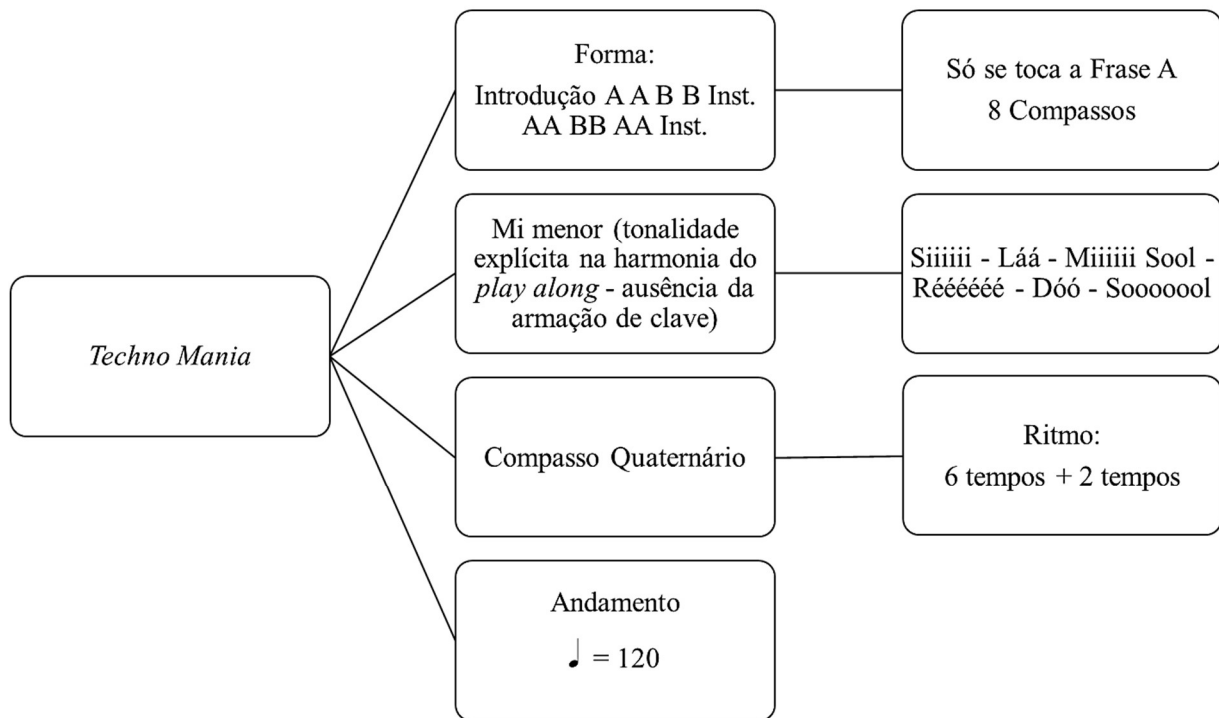 Techno Mania
Forma:
Introdução A A B B Inst.
AA BB AA Inst.
Só se toca a Frase A
8 Compassos
Mi menor (tonalidade
explícita na harmonia do
play along - ausência da
armação de clave)
Siiiiii - Láá - Miiiiii Sool -
Réééééé - Dóó - Sooooool
Compasso Quaternário
Ritmo:
6 tempos + 2 tempos
Andamento
♩ = 120